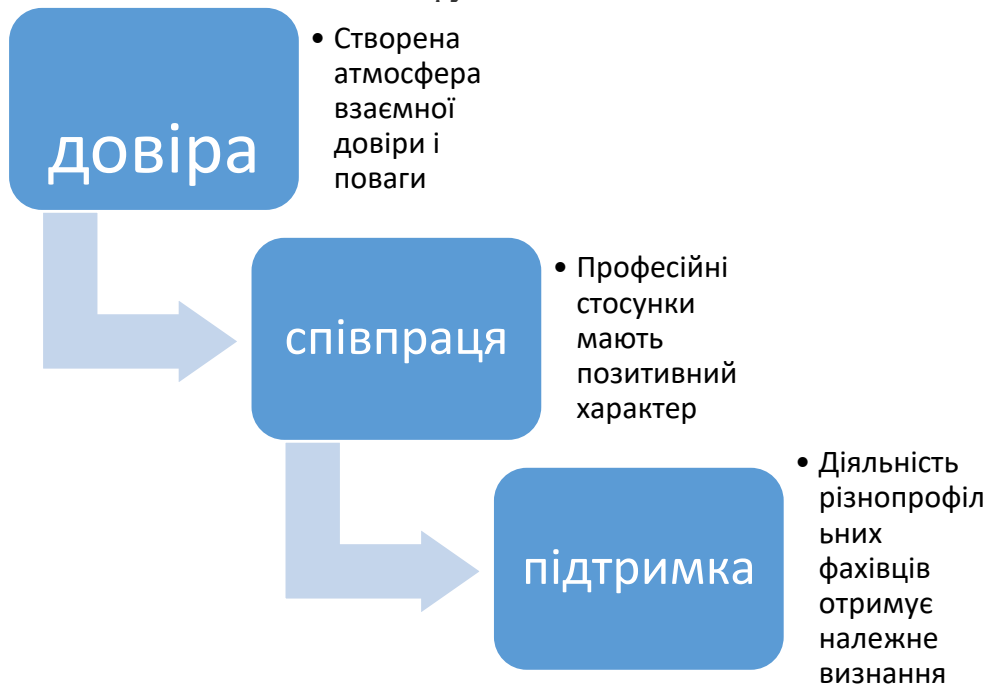 довіра
• Створена
атмосфера
взаємної
довіри і
поваги
співпраця
• Професійні
стосунки
мають
позитивний
характер
підтримка
• Діяльність
різнопрофіл
ьних
фахівців
отримує
належне
визнання